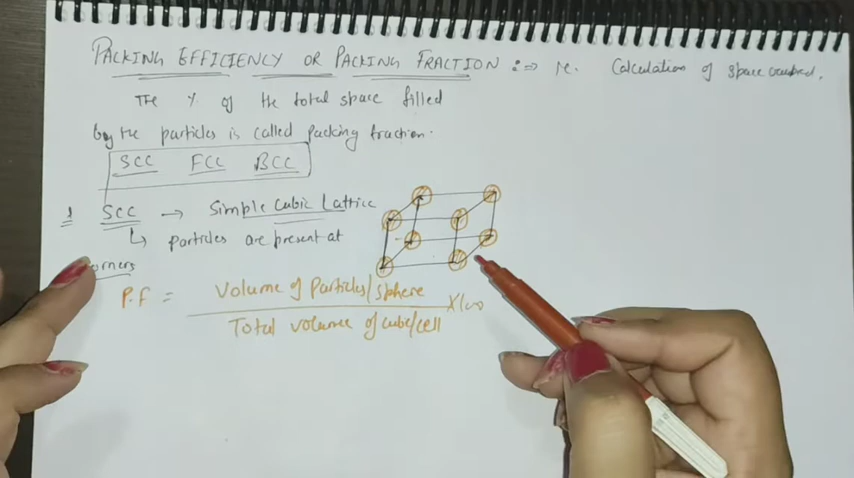 PACKING EFFICIENCY OR PACKING FRACTION :→ i.e. Calculation of space occupied.
The % of the total space filled
by the particles is called packing fraction.
SCC FCC BCC
1 SCC → Simple Cubic Lattice
↳ particles are present at
corners
P.F = Volume of Particles/sphere
Total volume of cube/cell
X100